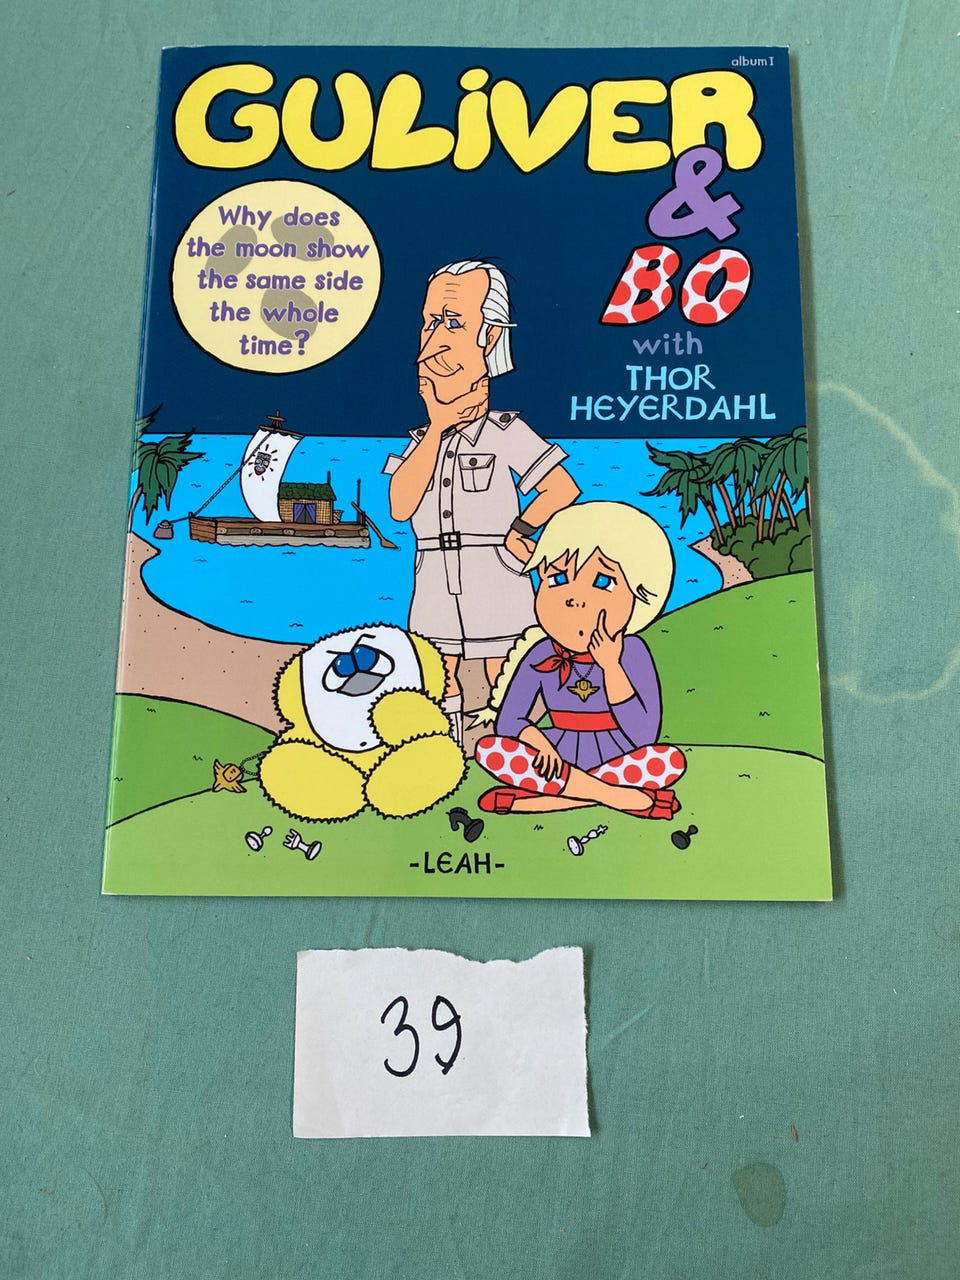 album I
GULiVER
&
BO
with
THOR
HEYERDAHL
Why does
the moon show
the same side
the whole
time?
-LEAH-
39